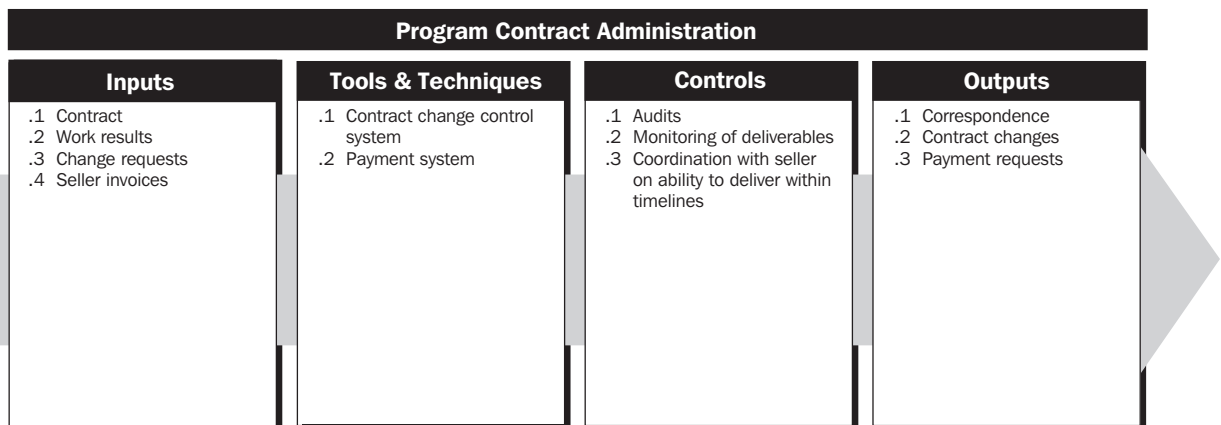 Program Contract Administration
Inputs
.1 Contract
.2 Work results
.3 Change requests
.4 Seller invoices
Tools & Techniques
.1 Contract change control
system
.2 Payment system
Controls
.1 Audits
.2 Monitoring of deliverables
.3 Coordination with seller
on ability to deliver within
timelines
Outputs
.1 Correspondence
.2 Contract changes
.3 Payment requests